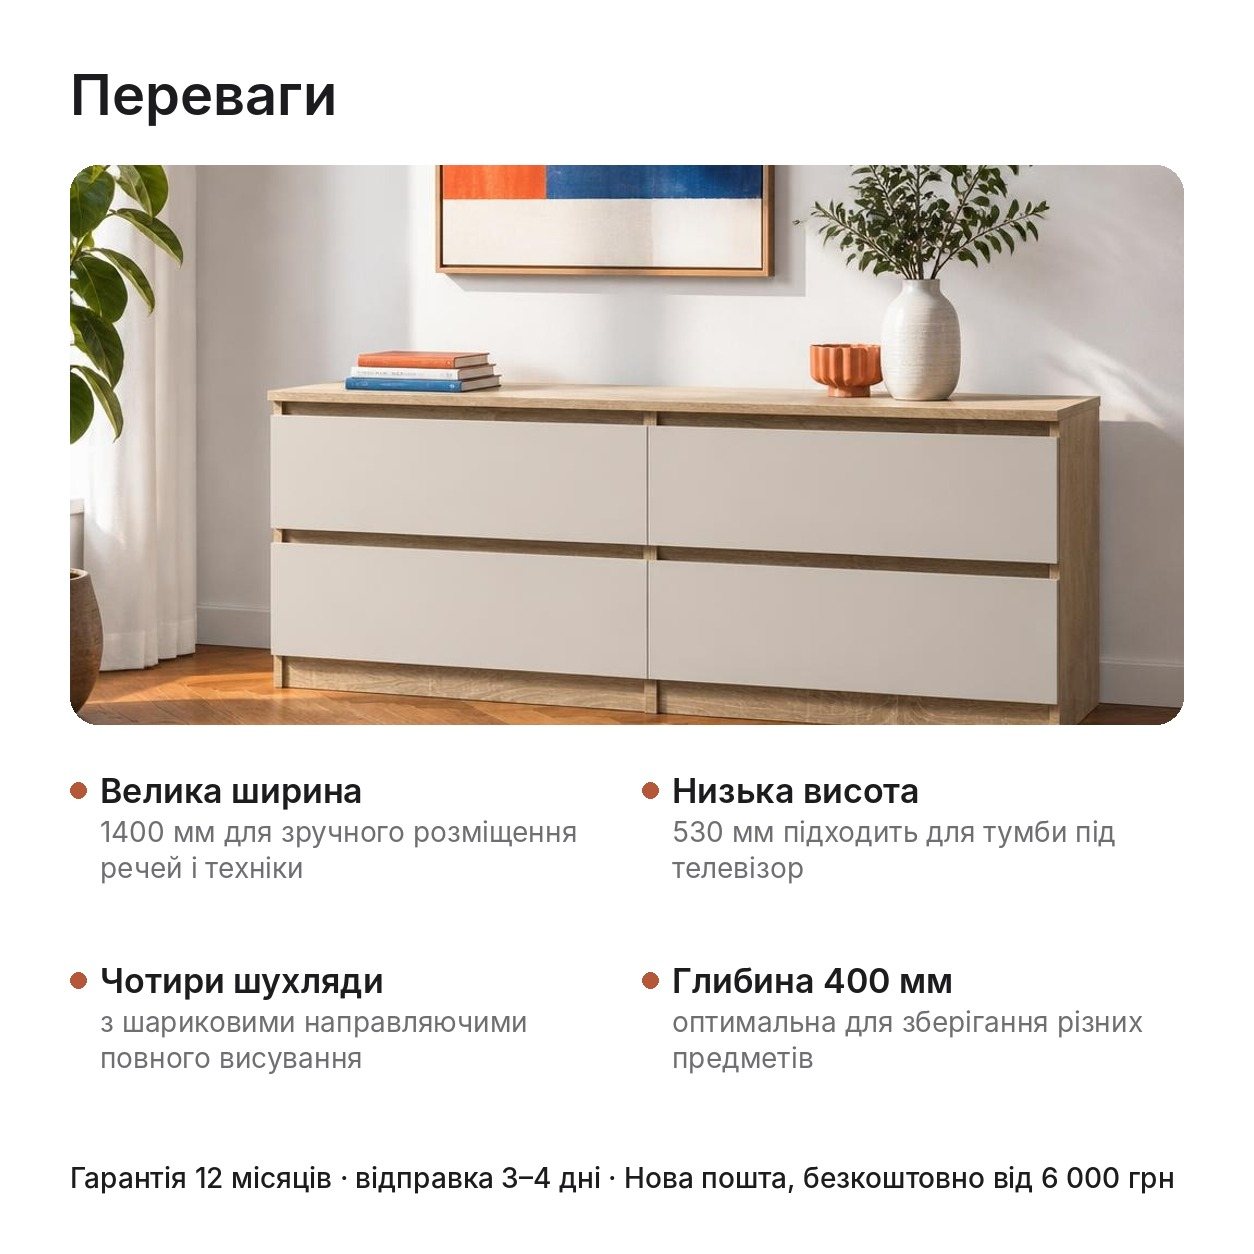 Переваги
Велика ширина
1400 мм для зручного розміщення
речей і техніки
Низька висота
530 мм підходить для тумби під
телевізор
Чотири шухляди
з шариковими направляючими
повного висування
Глибина 400 мм
оптимальна для зберігання різних
предметів
Гарантія 12 місяців · відправка 3–4 дні · Нова пошта, безкоштовно від 6 000 грн